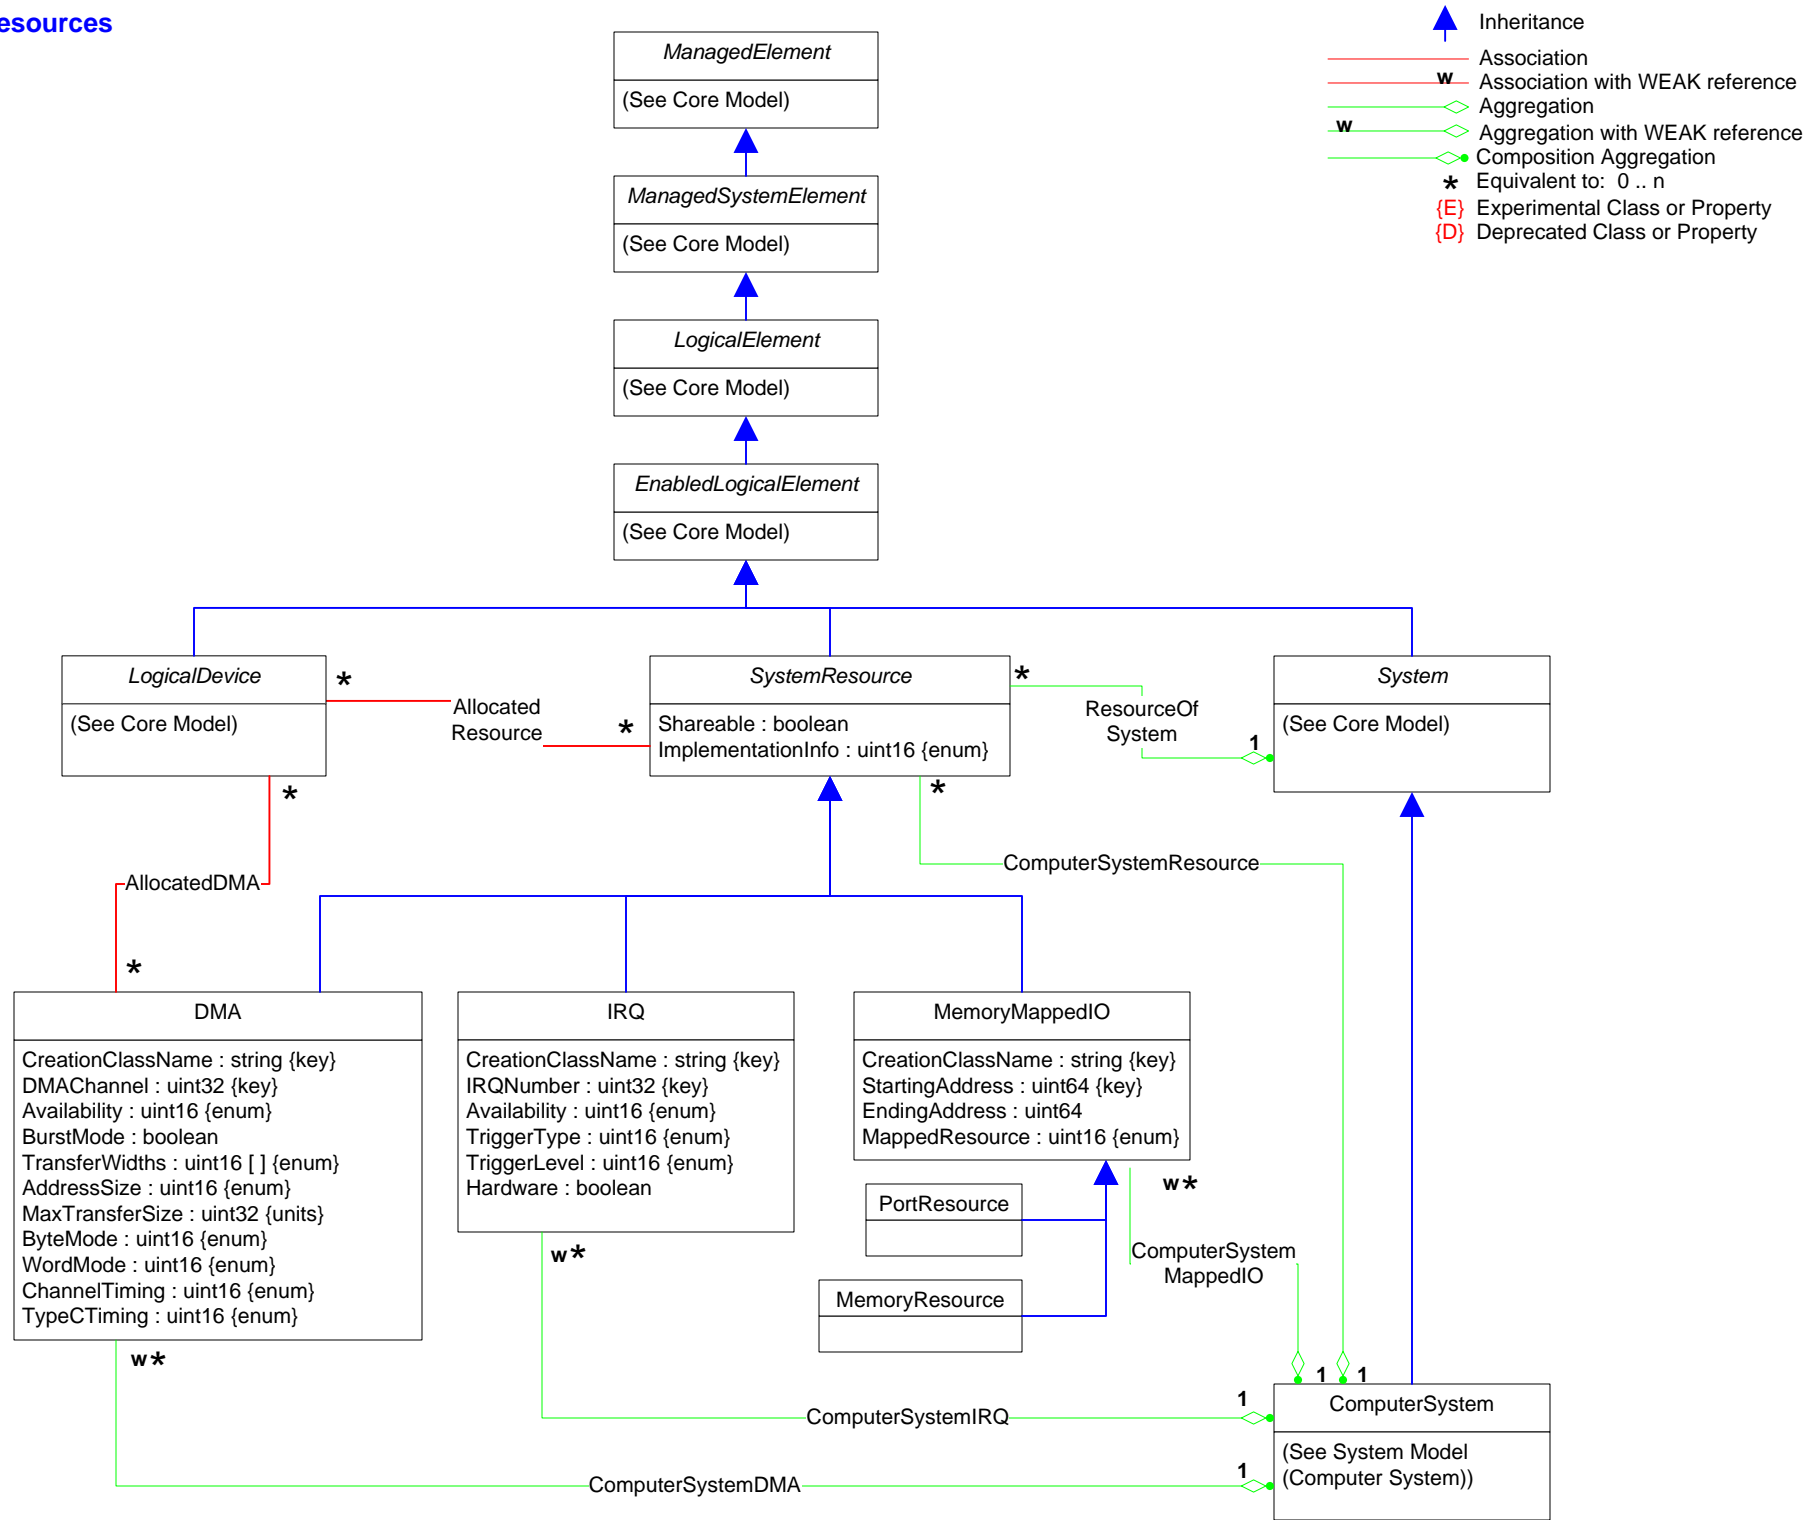 esources
Inheritance
Association
w Association with WEAK reference
Aggregation
w Aggregation with WEAK reference
Composition Aggregation
* Equivalent to: 0 .. n
{E} Experimental Class or Property
{D} Deprecated Class or Property
ManagedElement
(See Core Model)
ManagedSystemElement
(See Core Model)
LogicalElement
(See Core Model)
EnabledLogicalElement
(See Core Model)
LogicalDevice
(See Core Model)
*
*
Allocated
Resource
*
SystemResource
Shareable : boolean
ImplementationInfo : uint16 {enum}
*
*
ResourceOf
System
1
System
(See Core Model)
ComputerSystemResource
AllocatedDMA
*
DMA
CreationClassName : string {key}
DMAChannel : uint32 {key}
Availability : uint16 {enum}
BurstMode : boolean
TransferWidths : uint16 [ ] {enum}
AddressSize : uint16 {enum}
MaxTransferSize : uint32 {units}
ByteMode : uint16 {enum}
WordMode : uint16 {enum}
ChannelTiming : uint16 {enum}
TypeCTiming : uint16 {enum}
w*
IRQ
CreationClassName : string {key}
IRQNumber : uint32 {key}
Availability : uint16 {enum}
TriggerType : uint16 {enum}
TriggerLevel : uint16 {enum}
Hardware : boolean
w*
MemoryMappedIO
CreationClassName : string {key}
StartingAddress : uint64 {key}
EndingAddress : uint64
MappedResource : uint16 {enum}
w*
PortResource
MemoryResource
ComputerSystem
MappedIO
1
1
ComputerSystemIRQ
1
ComputerSystemDMA
1
ComputerSystem
(See System Model
(Computer System))